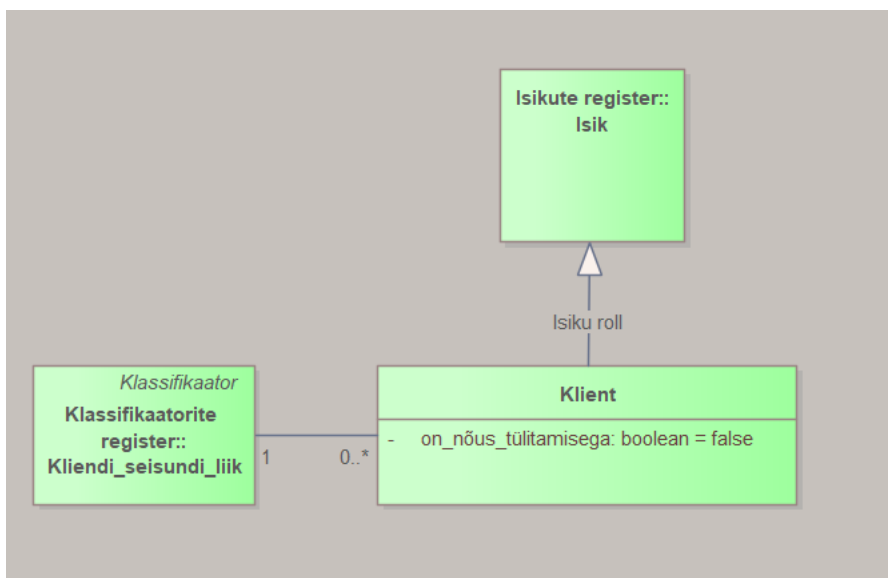 Isikute register::
Isik
Isiku roll
Klassifikaator
Klassifikaatorite
register::
Kliendi_seisundi_liik
1
0..*
Klient
- on_nõus_tülitamisega: boolean = false